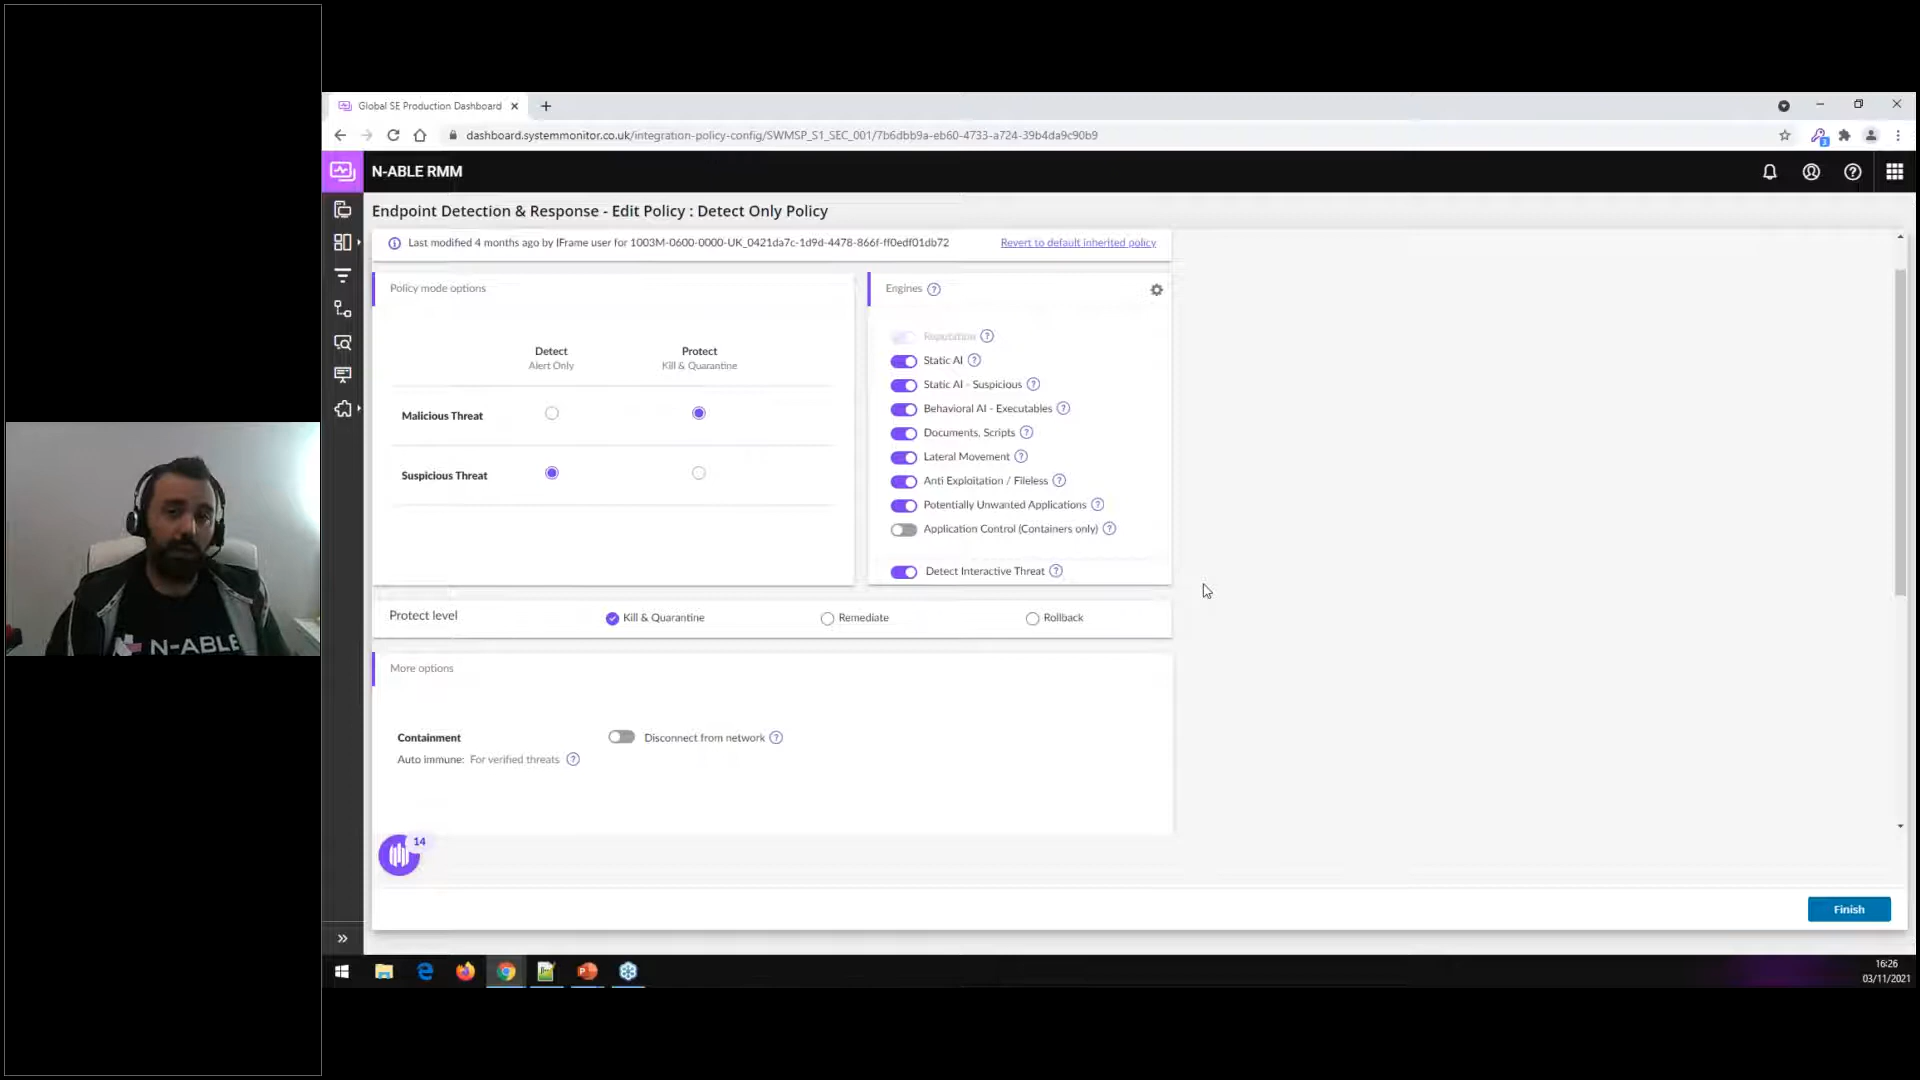 Global SE Production Dashboard
dashboard.systemmonitor.co.uk/integration-policy-config/SWMSP_S1_SEC_001/7b6dbb9a-eb60-4733-a724-39b4da9c90b9
3
N-ABLE RMM
Endpoint Detection & Response - Edit Policy : Detect Only Policy
Last modified 4 months ago by IFrame user for 1003M-0600-0000-UK_0421da7c-1d9d-4478-866f-ff0edf01db72
Revert to default inherited policy
Policy mode options
Detect
Alert Only
Protect
Kill & Quarantine
Malicious Threat
Suspicious Threat
Engines
Reputation
Static AI
Static AI - Suspicious
Behavioral AI - Executables
Documents, Scripts
Lateral Movement
Anti Exploitation / Fileless
Potentially Unwanted Applications
Application Control (Containers only)
Detect Interactive Threat
Protect level
Kill & Quarantine
Remediate
Rollback
More options
Containment
Disconnect from network
Auto immune: For verified threats
14
Finish
N-ABLE
16:26
03/11/2021